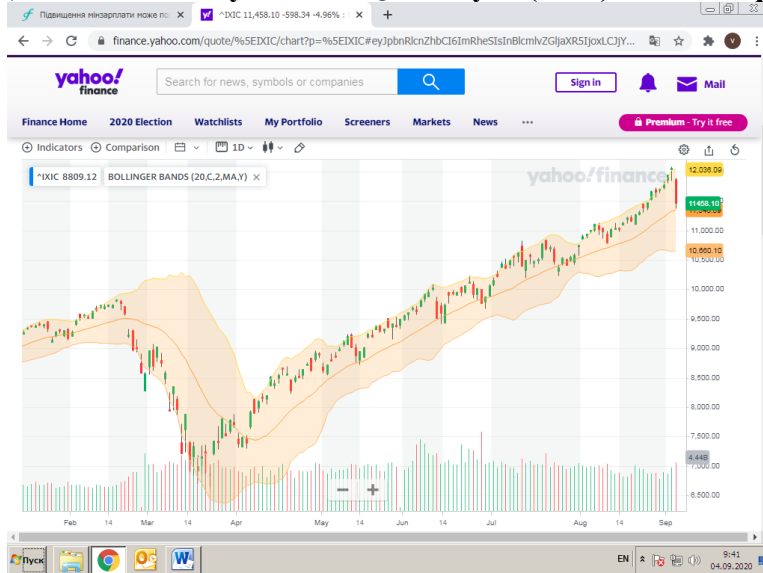 Підвищення мінзарплати може по
^IXIC 11,458.10 -598.34 -4.96% :
finance.yahoo.com/quote/%5EIXIC/chart?p=%5EIXIC#eyJpbnRlcnZhbCI6ImRheSIsInBlcmlvZGljaXR5IjoxLCJjY...
yahoo!
finance
Search for news, symbols or companies
Sign in
Mail
Finance Home 2020 Election Watchlists My Portfolio Screeners Markets News ...
Premium - Try it free
Indicators Comparison 1D
^IXIC 8809.12 BOLLINGER BANDS (20,C,2,MA,Y) ×
yahoo!finance
12,036.09
11458.10
11,000.00
10,660.10
10,500.00
10,000.00
9,500.00
9,000.00
8,500.00
8,000.00
7,500.00
4.44B
7,000.00
6,500.00
Feb 14 Mar 14 Apr May 14 Jun 14 Jul Aug 14 Sep
Пуск
EN
9:41
04.09.2020